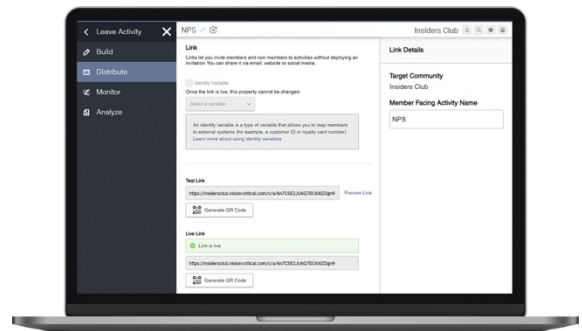 Leave Activity
Build
Distribute
Monitor
Analyze
NPS
Insiders Club
Link
Links let you invite members and non members to activities without deploying an
invitation. You can share it via email, website or social media.
Identity Variable
Once the link is live, this property cannot be changed.
Select a variable
An identity variable is a type of variable that allows you to map members
to external systems (for example, a customer ID or loyalty card number).
Learn more about using identity variables
Test Link
Preview Link
Generate QR Code
Live Link
Link is live
Generate QR Code
Link Details
Target Community
Insiders Club
Member Facing Activity Name
NPS